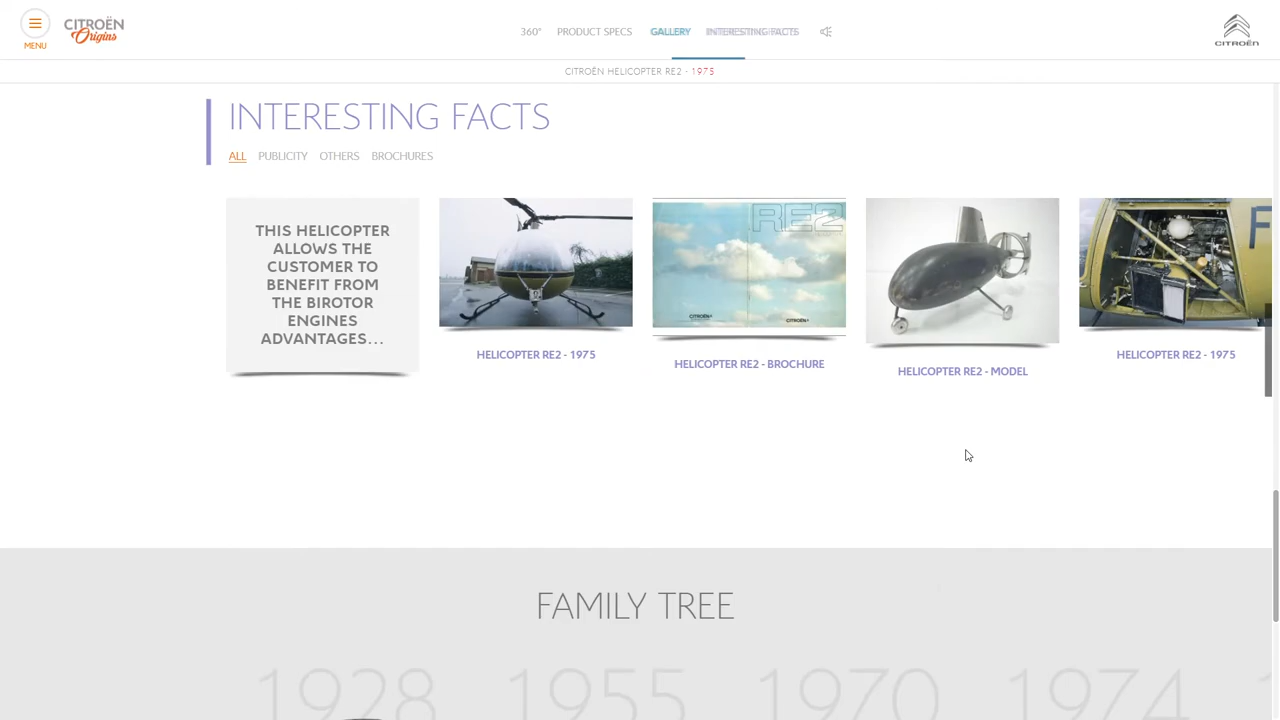 CITROËN
Origins
MENU
360° PRODUCT SPECS GALLERY INTERESTING FACTS
CITROËN
CITROËN HELICOPTER RE2 - 1975
INTERESTING FACTS
ALL PUBLICITY OTHERS BROCHURES
THIS HELICOPTER
ALLOWS THE
CUSTOMER TO
BENEFIT FROM
THE BIROTOR
ENGINES
ADVANTAGES...
RE2
CITROËN
CITROËN
F
HELICOPTER RE2 - 1975
HELICOPTER RE2 - BROCHURE
HELICOPTER RE2 - MODEL
HELICOPTER RE2 - 1975
FAMILY TREE
1928 1955 1970 1974